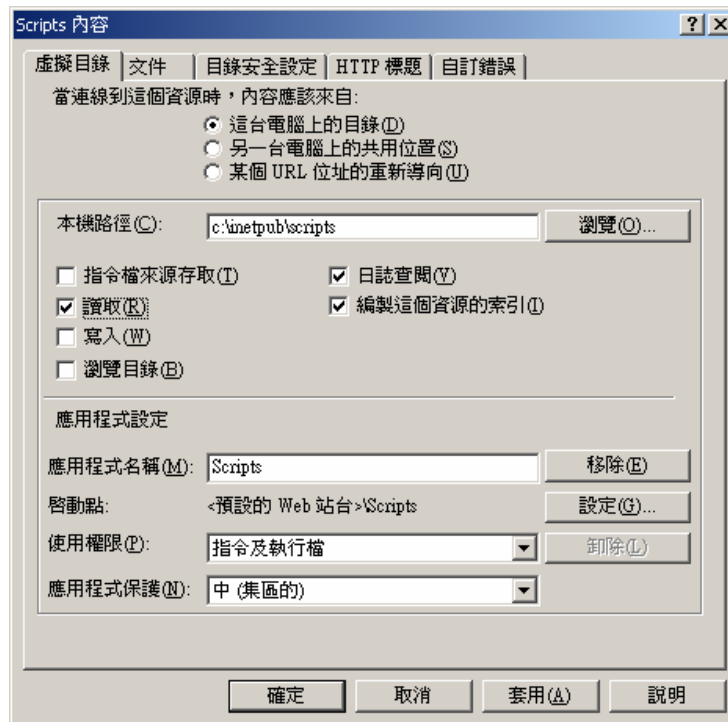 Scripts 內容
虛擬目錄 文件 目錄安全設定 HTTP 標題 自訂錯誤
當連線到這個資源時，內容應該來自:
這台電腦上的目錄(D)
另一台電腦上的共用位置(S)
某個 URL 位址的重新導向(U)
本機路徑(C): c:\inetpub\scripts 瀏覽(O)...
指令檔來源存取(T) 日誌查閱(V)
讀取(R) 編製這個資源的索引(I)
寫入(W)
瀏覽目錄(B)
應用程式設定
應用程式名稱(M): Scripts 移除(E)
啓動點: <預設的 Web 站台>\Scripts 設定(G)...
使用權限(P): 指令及執行檔 卸除(L)
應用程式保護(N): 中 (集區的)
確定 取消 套用(A) 說明